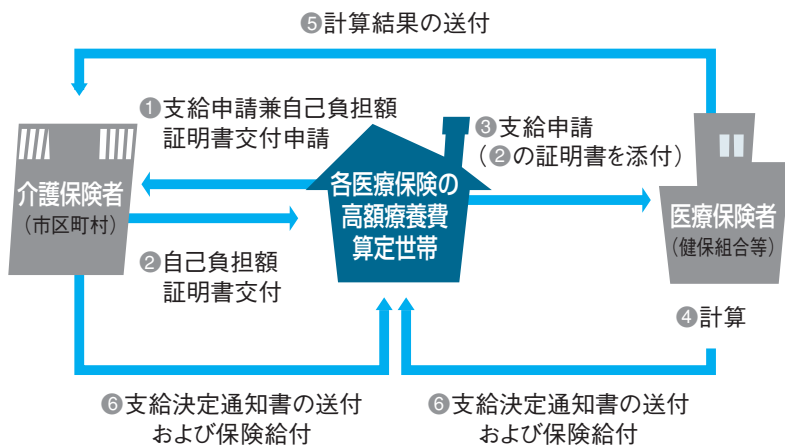 ❺計算結果の送付
❶支給申請兼自己負担額
証明書交付申請
❸支給申請
（❷の証明書を添付）
介護保険者
（市区町村）
各医療保険の
高額療養費
算定世帯
医療保険者
（健保組合等）
❷自己負担額
証明書交付
❹計算
❻支給決定通知書の送付
および保険給付
❻支給決定通知書の送付
および保険給付